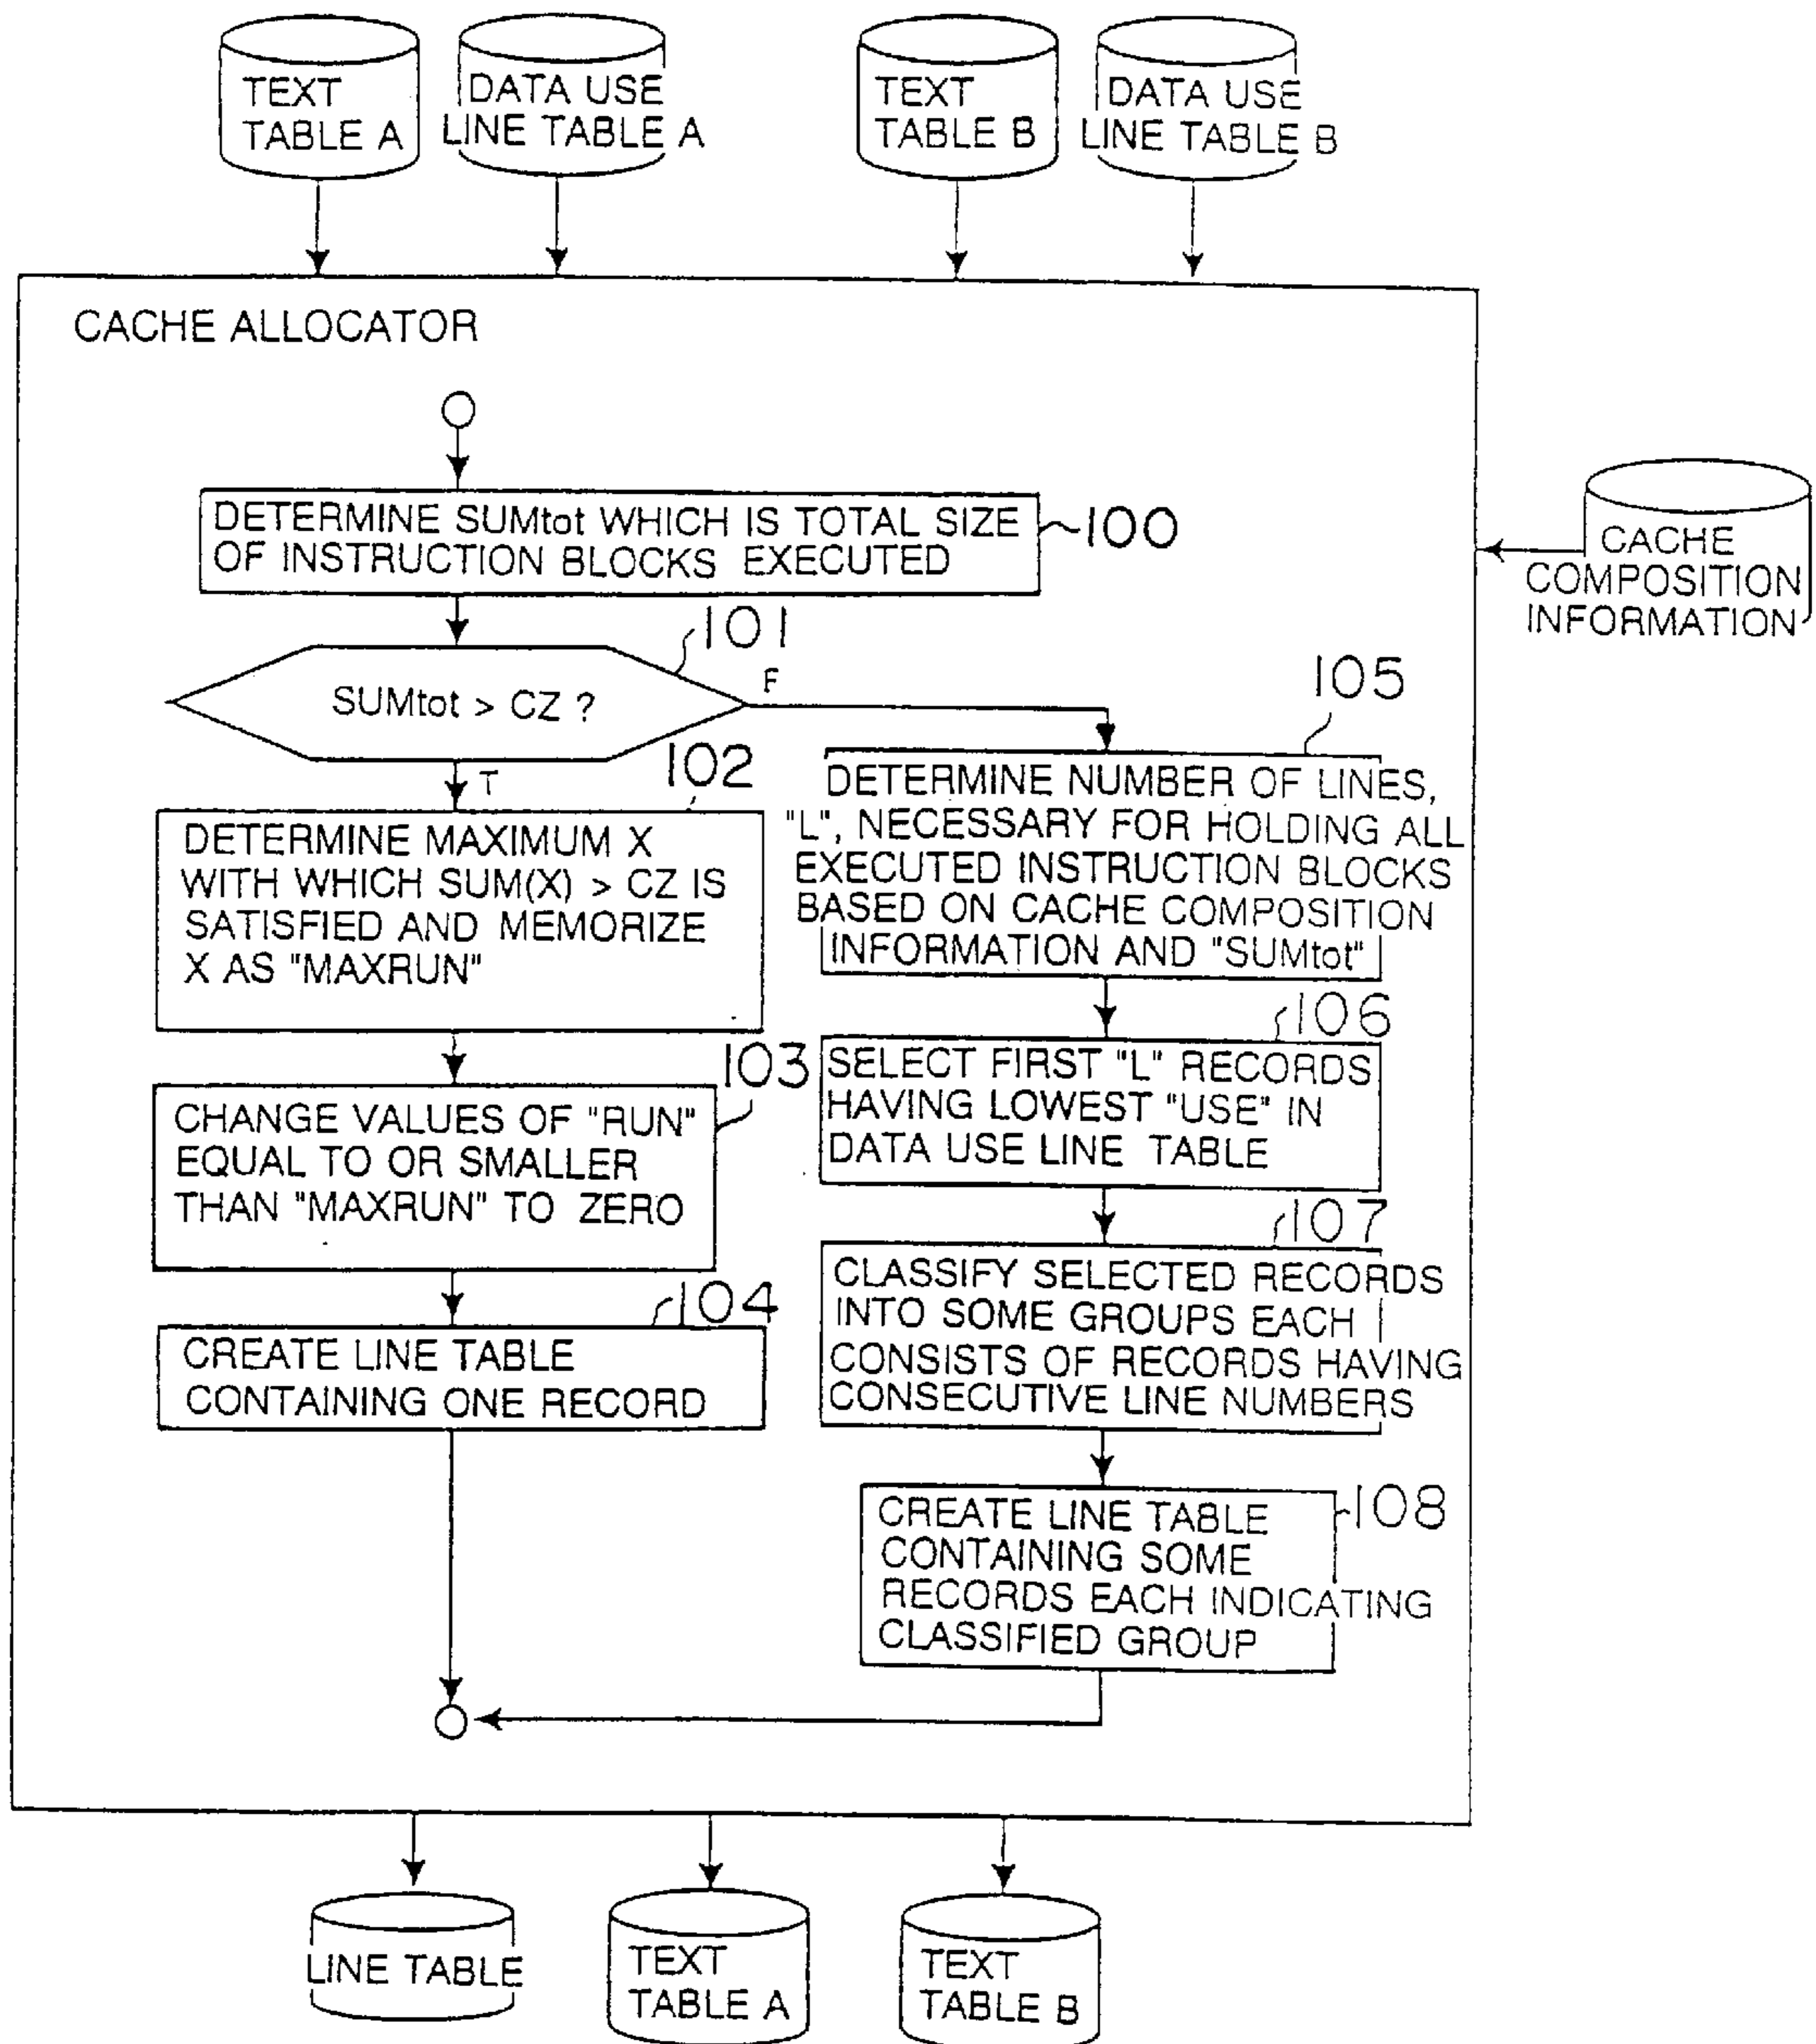 TEXT
TABLE A
DATA USE
LINE TABLE A
TEXT
TABLE B
DATA USE
LINE TABLE B
CACHE ALLOCATOR
DETERMINE SUMtot WHICH IS TOTAL SIZE
OF INSTRUCTION BLOCKS EXECUTED
100
CACHE
COMPOSITION
INFORMATION
101
SUMtot > CZ ?
F
T
102
DETERMINE MAXIMUM X
WITH WHICH SUM(X) > CZ IS
SATISFIED AND MEMORIZE
X AS "MAXRUN"
103
CHANGE VALUES OF "RUN"
EQUAL TO OR SMALLER
THAN "MAXRUN" TO ZERO
104
CREATE LINE TABLE
CONTAINING ONE RECORD
105
DETERMINE NUMBER OF LINES,
"L", NECESSARY FOR HOLDING ALL
EXECUTED INSTRUCTION BLOCKS
BASED ON CACHE COMPOSITION
INFORMATION AND "SUMtot"
106
SELECT FIRST "L" RECORDS
HAVING LOWEST "USE" IN
DATA USE LINE TABLE
107
CLASSIFY SELECTED RECORDS
INTO SOME GROUPS EACH
CONSISTS OF RECORDS HAVING
CONSECUTIVE LINE NUMBERS
108
CREATE LINE TABLE
CONTAINING SOME
RECORDS EACH INDICATING
CLASSIFIED GROUP
LINE TABLE
TEXT
TABLE A
TEXT
TABLE B